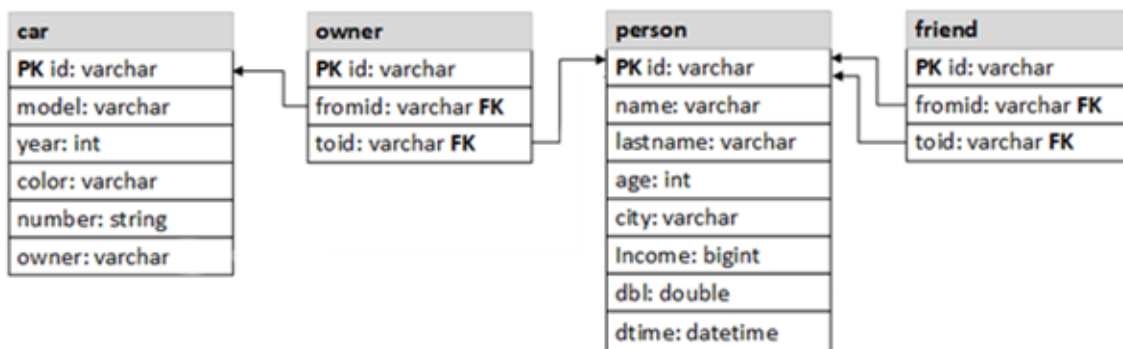 car
PK id: varchar
model: varchar
year: int
color: varchar
number: string
owner: varchar
owner
PK id: varchar
fromid: varchar FK
toid: varchar FK
person
PK id: varchar
name: varchar
lastname: varchar
age: int
city: varchar
Income: bigint
dbl: double
dtime: datetime
friend
PK id: varchar
fromid: varchar FK
toid: varchar FK